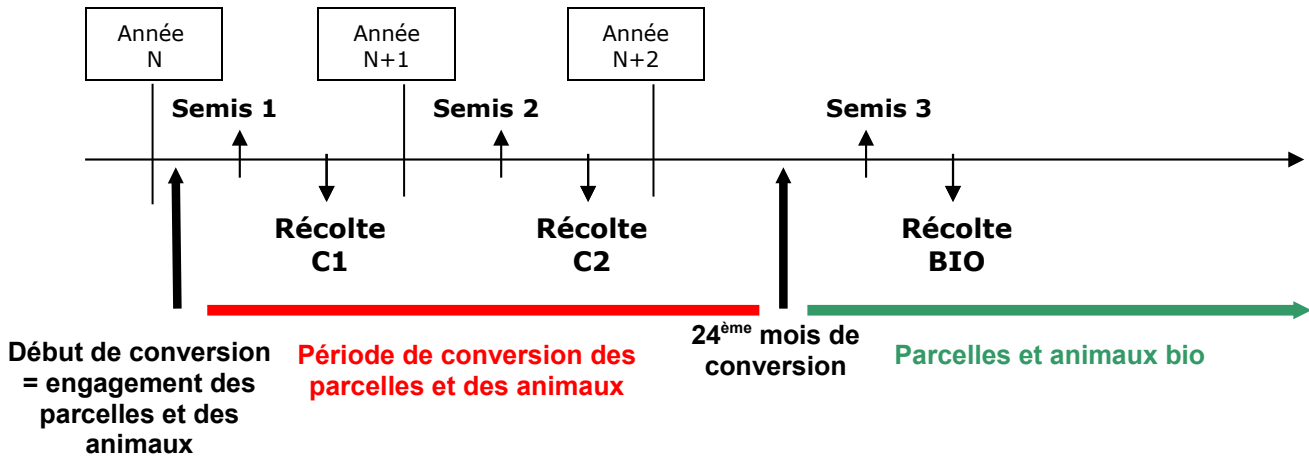 Année
N
Année
N+1
Année
N+2
Semis 1
Semis 2
Semis 3
Récolte
C1
Récolte
C2
Récolte
BIO
Début de conversion
= engagement des
parcelles et des
animaux
Période de conversion des
parcelles et des animaux
24ème mois de
conversion
Parcelles et animaux bio